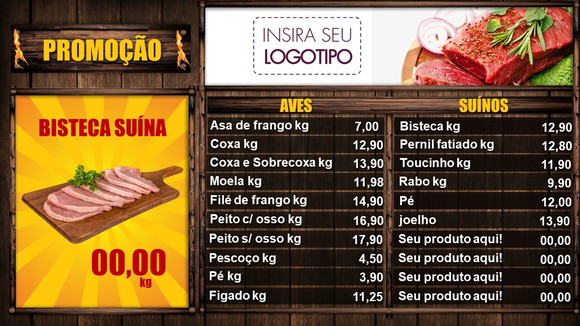 PROMOÇÃO
INSIRA SEU
LOGOTIPO
BISTECA SUÍNA
00,00
kg
AVES
Asa de frango kg 7,00
Coxa kg 12,90
Coxa e Sobrecoxa kg 13,90
Moela kg 11,98
Filé de frango kg 14,90
Peito c/ osso kg 16,90
Peito s/ osso kg 17,90
Pescoço kg 4,50
Pé kg 3,90
Figado kg 11,25
SUÍNOS
Bisteca kg 12,90
Pernil fatiado kg 12,80
Toucinho kg 11,90
Rabo kg 9,90
Pé 12,00
joelho 13,90
Seu produto aqui! 00,00
Seu produto aqui! 00,00
Seu produto aqui! 00,00
Seu produto aqui! 00,00